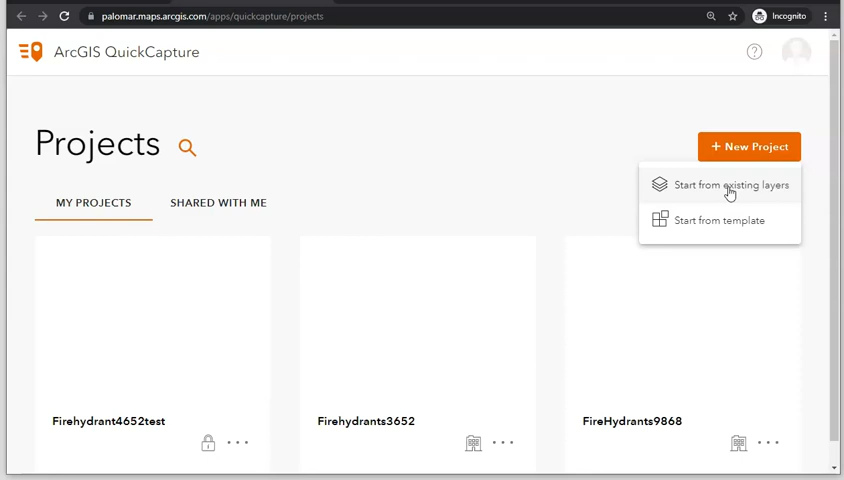 palomar.maps.arcgis.com/apps/quickcapture/projects
Incognito
ArcGIS QuickCapture
Projects
+ New Project
Start from existing layers
MY PROJECTS
SHARED WITH ME
Start from template
Firehydrant4652test
Firehydrants3652
FireHydrants9868